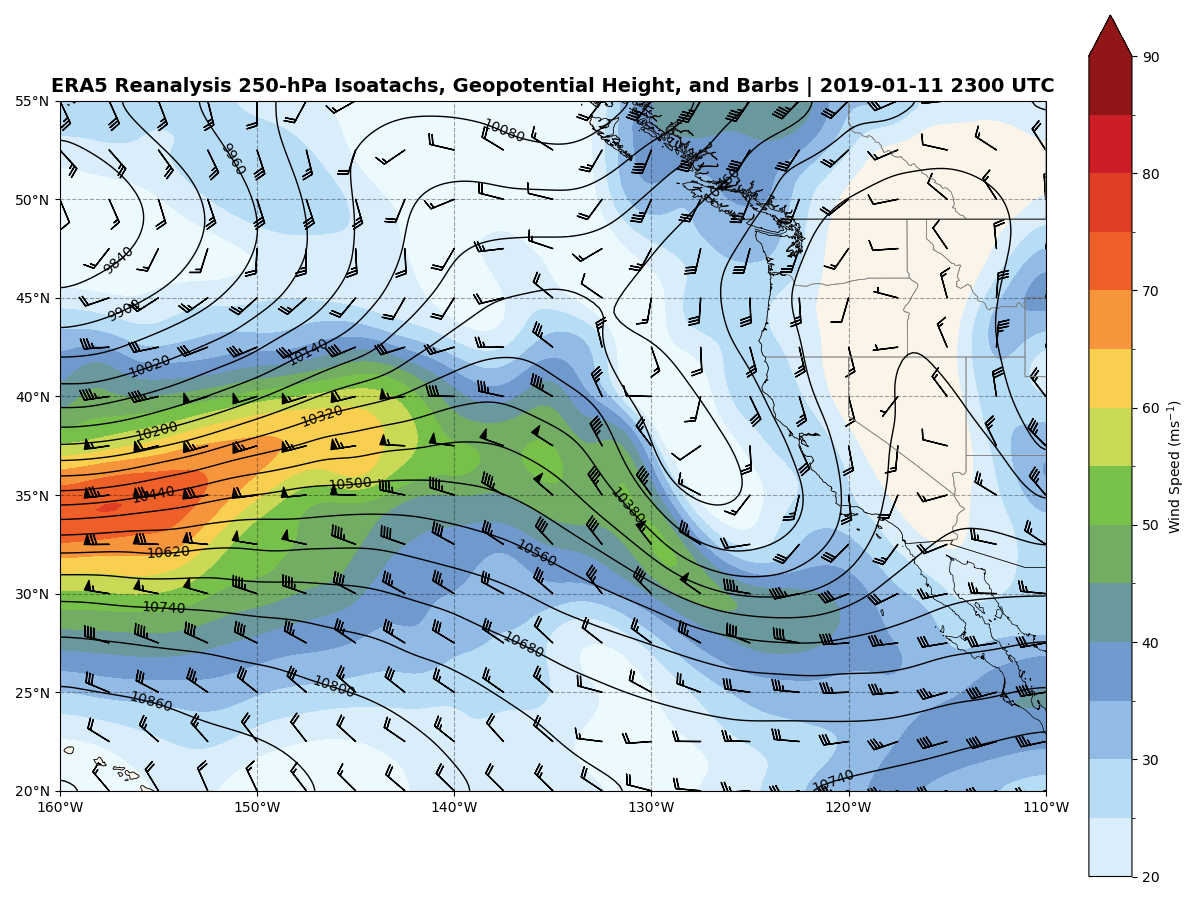 ERA5 Reanalysis 250-hPa Isoatachs, Geopotential Height, and Barbs | 2019-01-11 2300 UTC
55°N
50°N
45°N
40°N
35°N
30°N
25°N
20°N
160°W
150°W
140°W
130°W
120°W
110°W
10080
9960
9840
9900
10140
10020
10320
10200
10500
10440
10380
10620
10560
10740
10680
10800
10860
10740
90
80
70
60
50
40
30
20
Wind Speed (ms⁻¹)